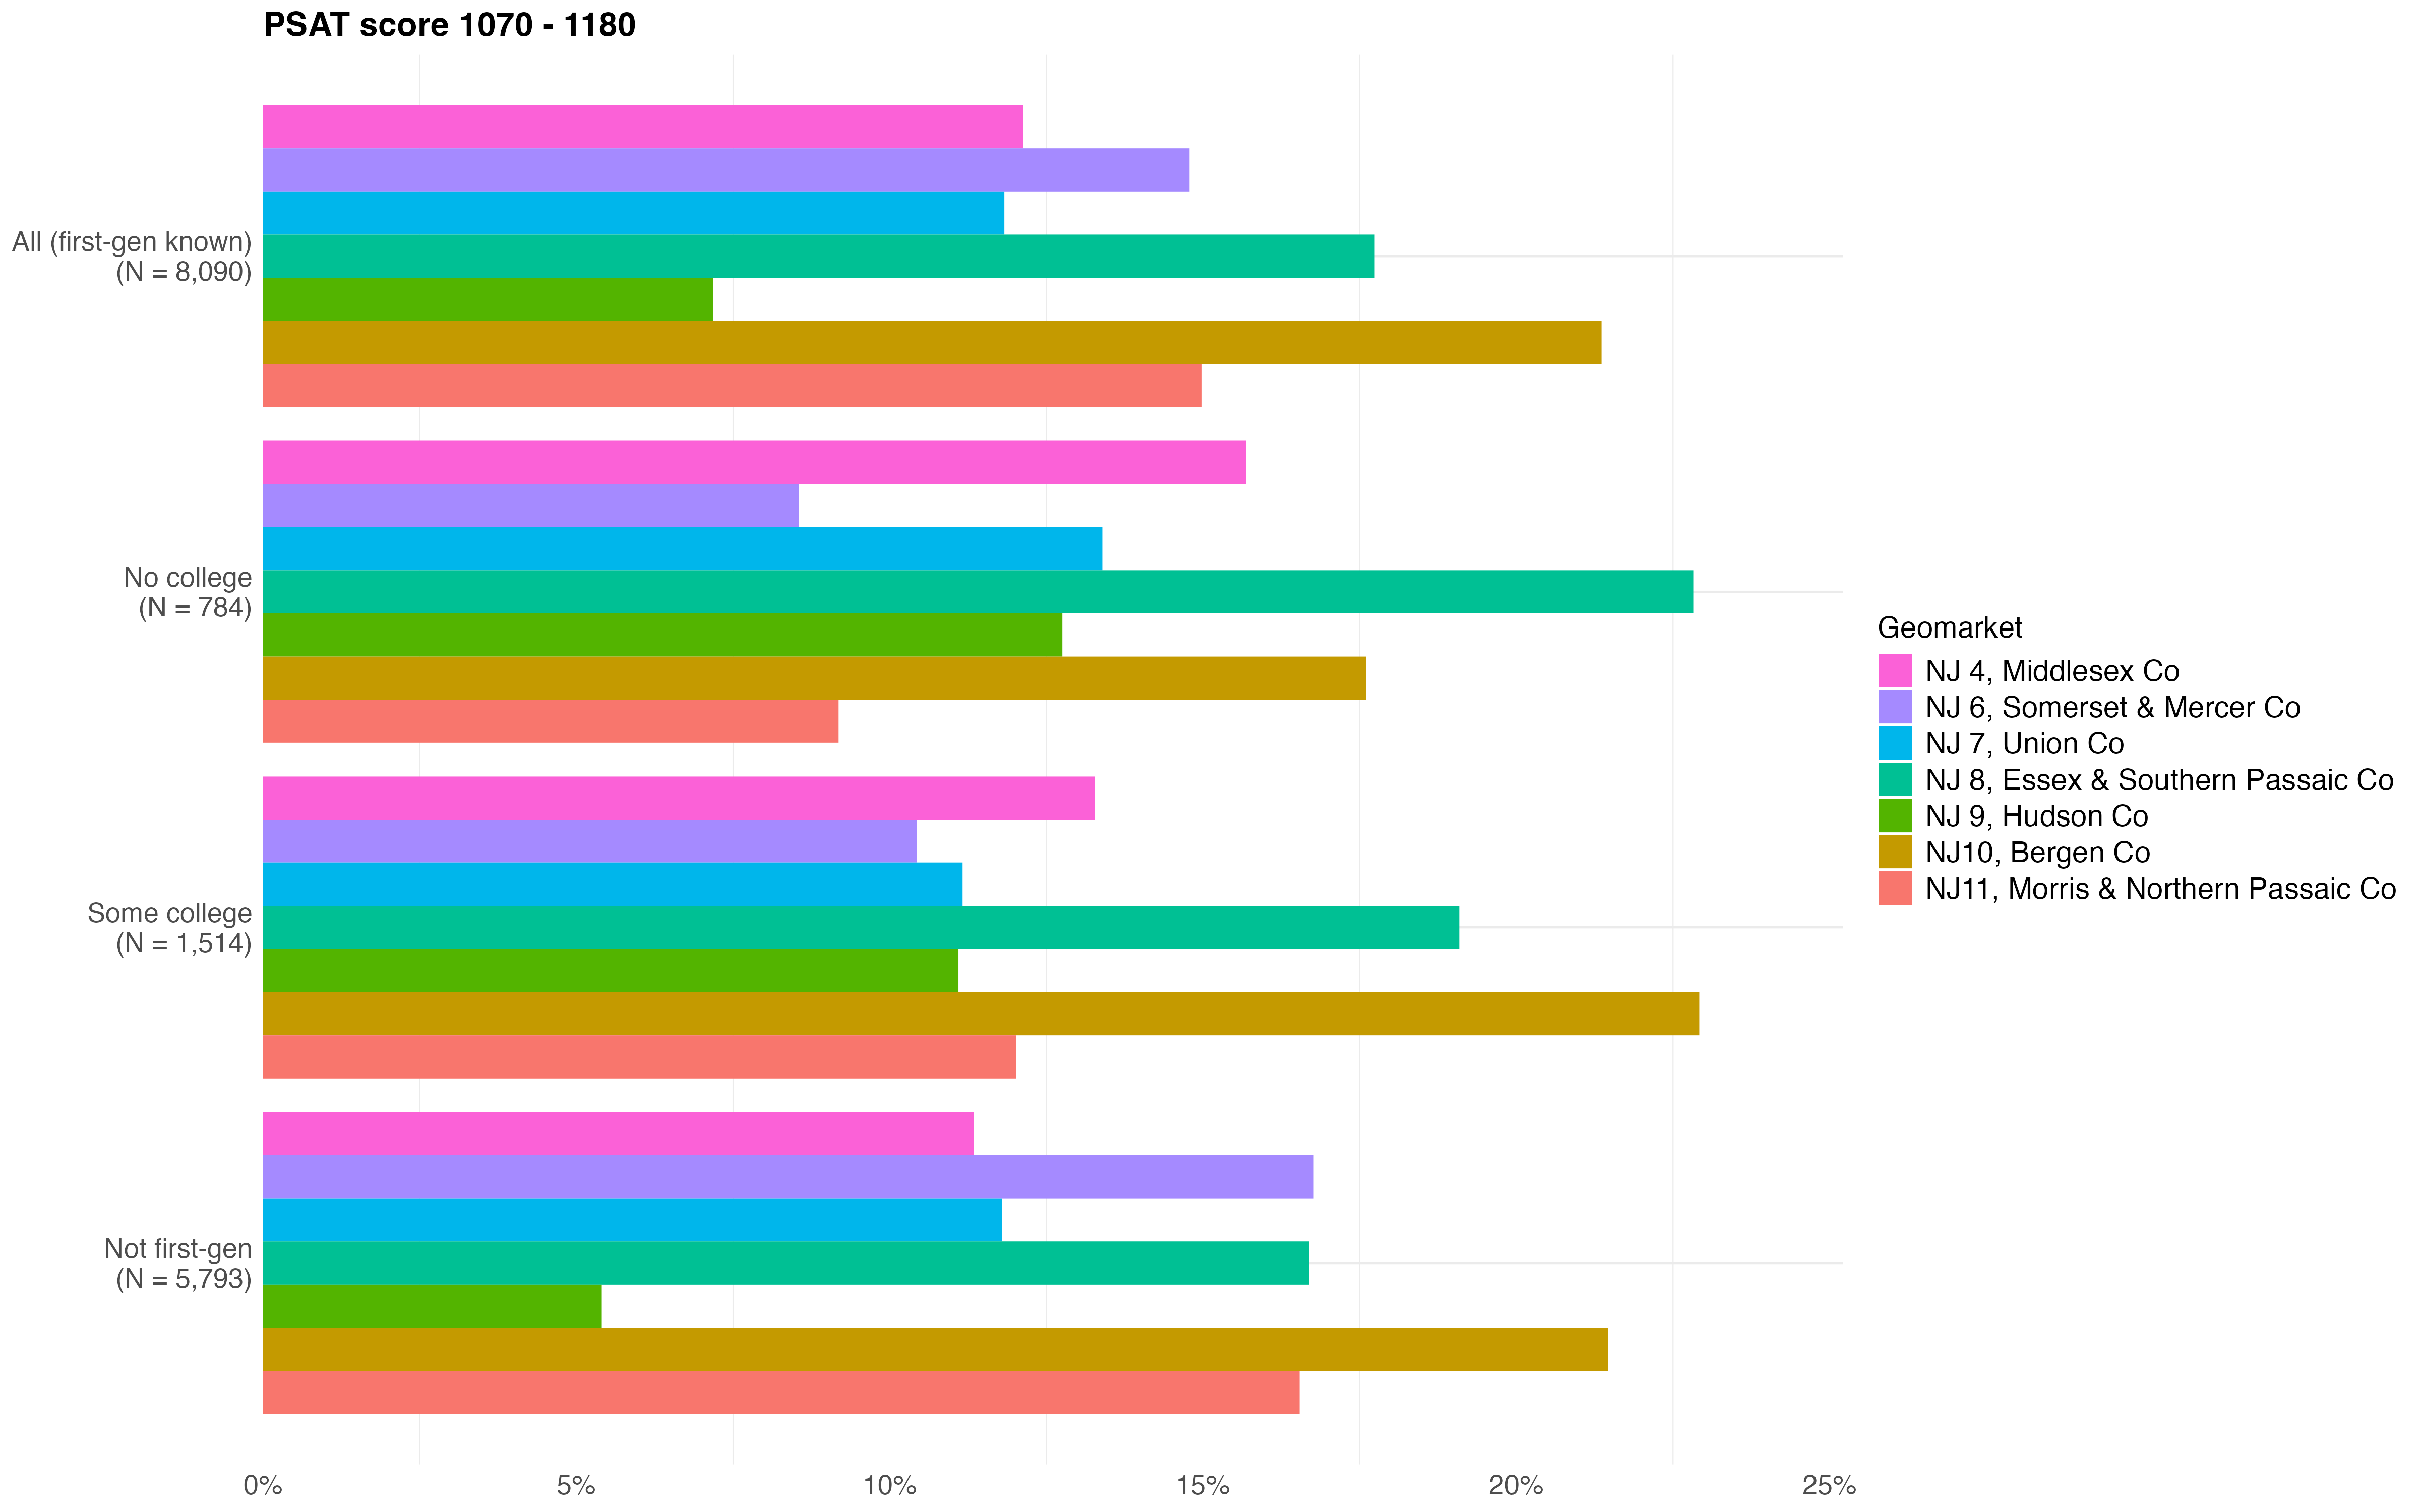 PSAT score 1070 - 1180
All (first-gen known)
(N = 8,090)
No college
(N = 784)
Some college
(N = 1,514)
Not first-gen
(N = 5,793)
0% 5% 10% 15% 20% 25%
Geomarket
NJ 4, Middlesex Co
NJ 6, Somerset & Mercer Co
NJ 7, Union Co
NJ 8, Essex & Southern Passaic Co
NJ 9, Hudson Co
NJ10, Bergen Co
NJ11, Morris & Northern Passaic Co